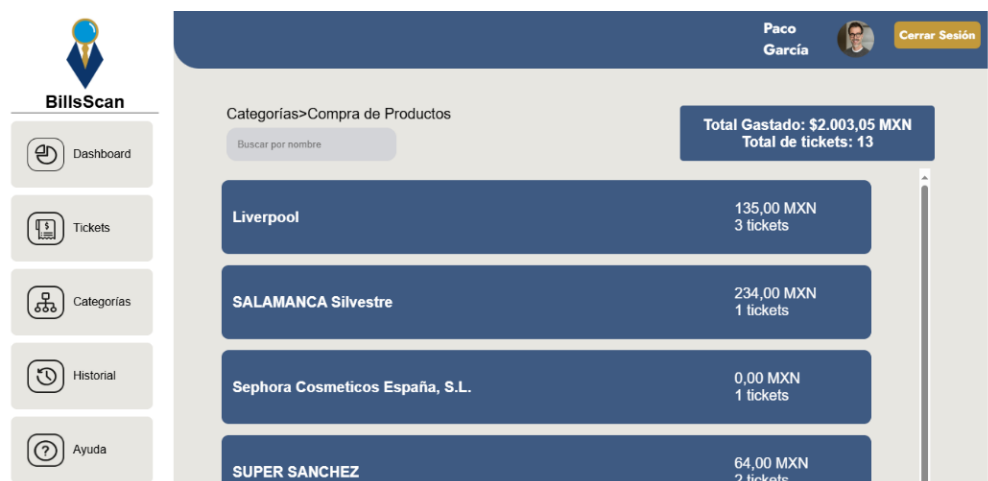 Paco
García
Cerrar Sesión
BillsScan
Dashboard
Tickets
Categorías
Historial
Ayuda
Categorías>Compra de Productos
Buscar por nombre
Total Gastado: $2.003,05 MXN
Total de tickets: 13
Liverpool
135,00 MXN
3 tickets
SALAMANCA Silvestre
234,00 MXN
1 tickets
Sephora Cosmeticos España, S.L.
0,00 MXN
1 tickets
SUPER SANCHEZ
64,00 MXN
2 tickets